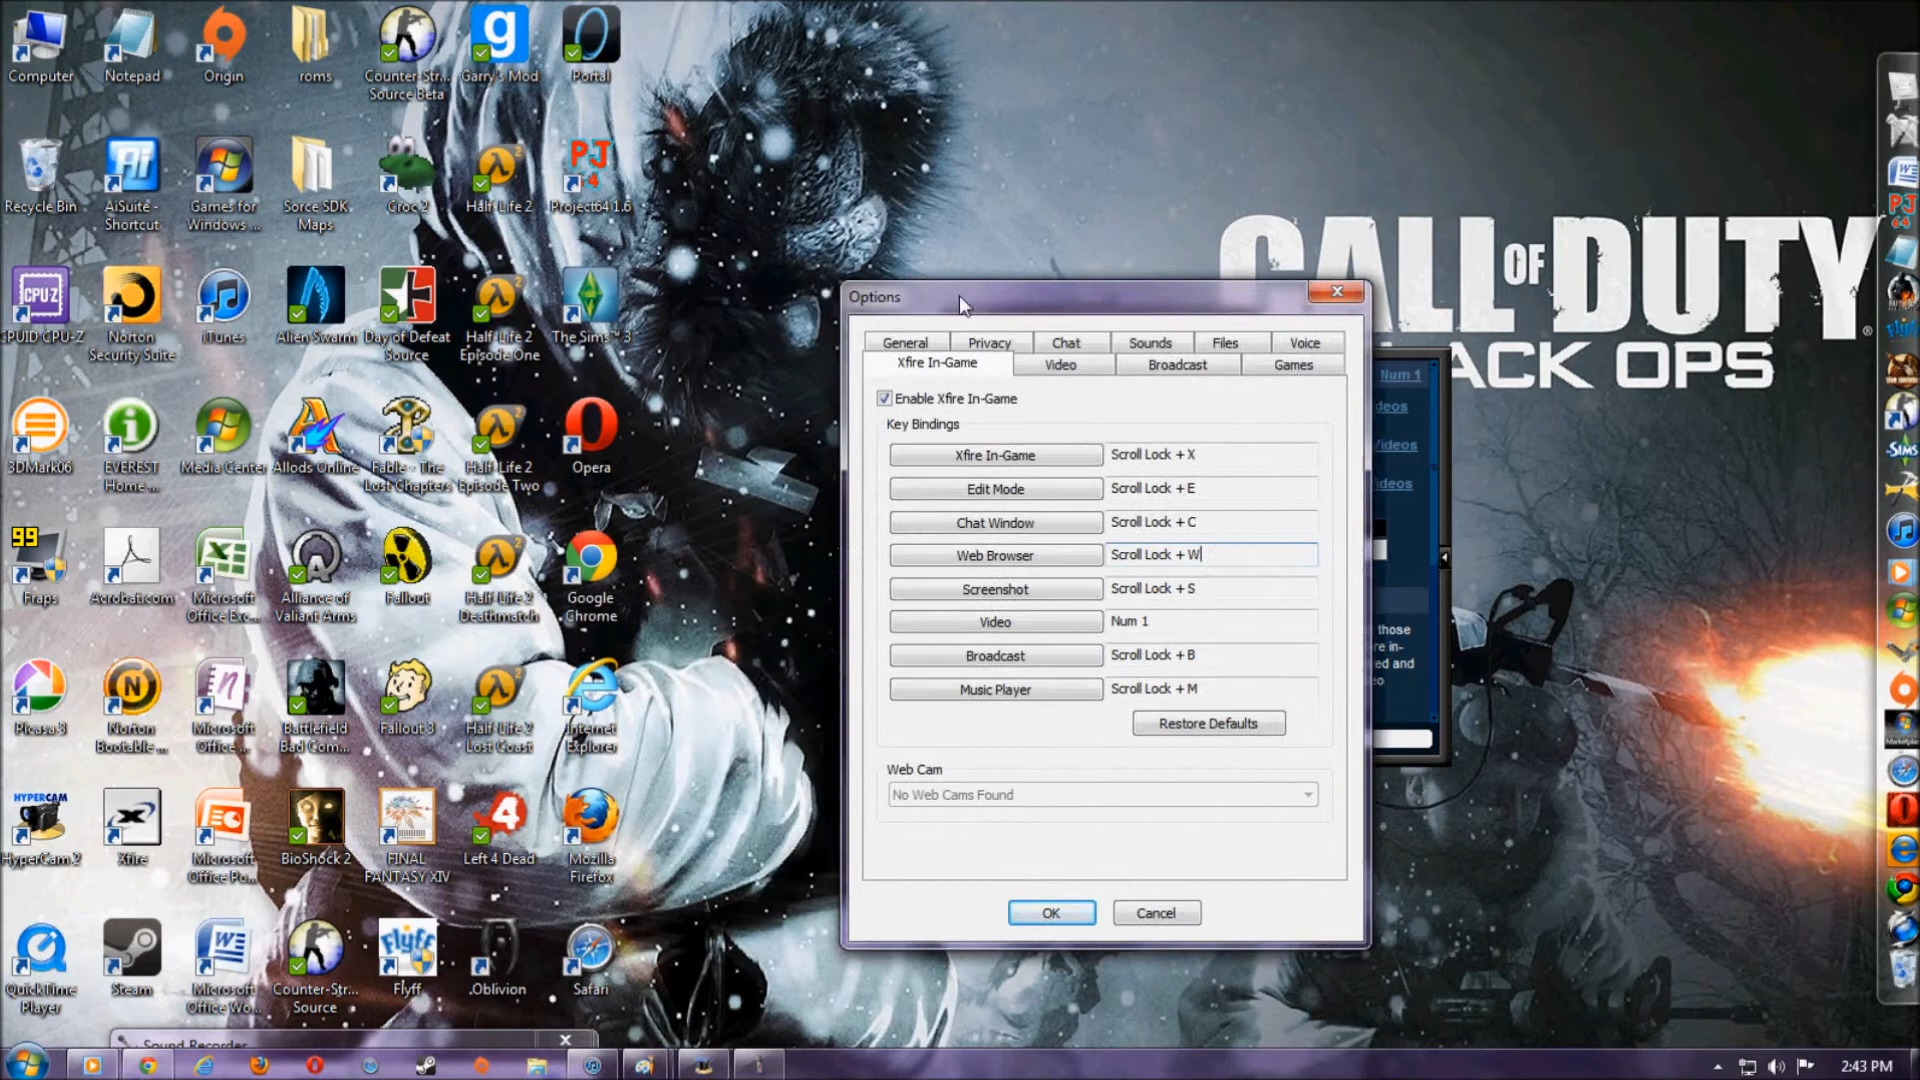 Computer
Notepad
Origin
roms
Counter-Str...
Source Beta
Garry's Mod
Portal
Recycle Bin
AiSuite -
Shortcut
Games for
Windows ...
Sorce SDK
Maps
Croc 2
Half-Life 2
Project64 1.6
CPUID CPU-Z
Norton
Security Suite
iTunes
Alien Swarm
Day of Defeat
Source
Half-Life 2
Episode One
The Sims™ 3
3DMark06
EVEREST
Home ...
Media Center
Allods Online
Fable - The
Lost Chapters
Half-Life 2
Episode Two
Opera
99
Fraps
Acrobat.com
Microsoft
Office Exc...
Alliance of
Valiant Arms
Fallout
Half-Life 2
Deathmatch
Google
Chrome
Picasa 3
Norton
Bootable ...
Microsoft
Office ...
Battlefield
Bad Com...
Fallout 3
Half-Life 2
Lost Coast
Internet
Explorer
HYPERCAM
HyperCam 2
Xfire
Microsoft
Office Po...
BioShock 2
FINAL
FANTASY XIV
Left 4 Dead
Mozilla
Firefox
QuickTime
Player
Steam
Microsoft
Office Wo...
Counter-Str...
Source
Flyff
Oblivion
Safari
CALL OF DUTY®
ACK OPS
Options
General
Privacy
Chat
Sounds
Files
Voice
Xfire In-Game
Video
Broadcast
Games
Enable Xfire In-Game
Key Bindings
Xfire In-Game Scroll Lock + X
Edit Mode Scroll Lock + E
Chat Window Scroll Lock + C
Web Browser Scroll Lock + W
Screenshot Scroll Lock + S
Video Num 1
Broadcast Scroll Lock + B
Music Player Scroll Lock + M
Restore Defaults
Web Cam
No Web Cams Found
OK
Cancel
Num 1
deos
Videos
deos
those
re in-
ed and
eo
Sound Recorder
2:43 PM